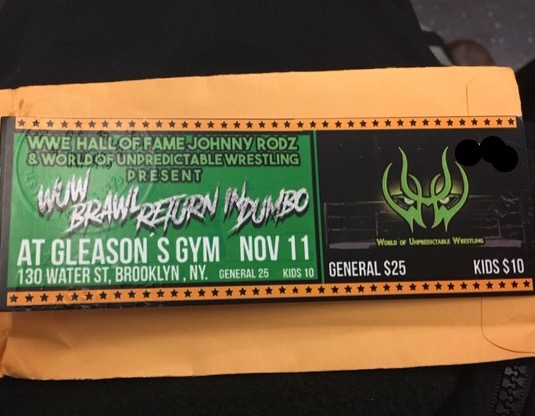 WWE HALL OF FAME JOHNNY RODZ
& WORLD OF UNPREDICTABLE WRESTLING
PRESENT
WUW
BRAWL RETURN IN DUMBO
AT GLEASON'S GYM NOV 11
130 WATER ST, BROOKLYN, NY. GENERAL 25 KIDS 10
WORLD OF UNPREDICTABLE WRESTLING
GENERAL $25 KIDS $10